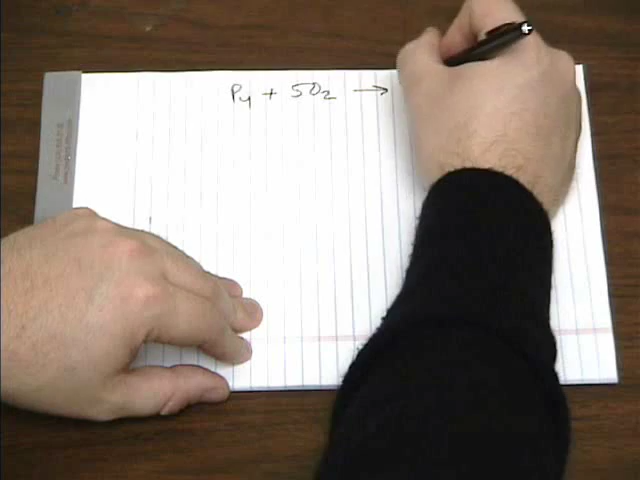 P₄ + 5O₂ →